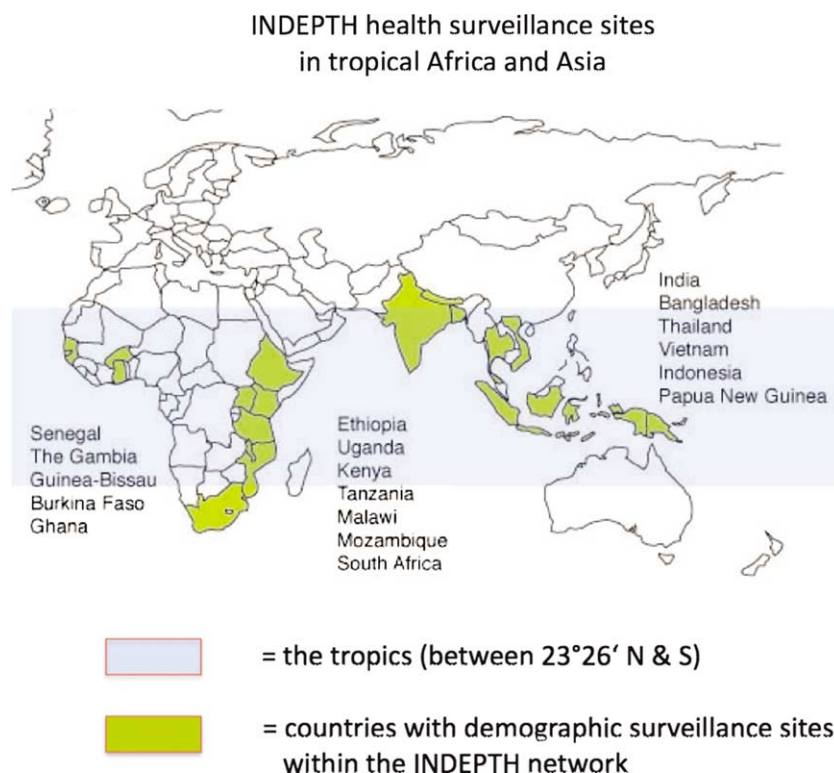 INDEPTH health surveillance sites
in tropical Africa and Asia
India
Bangladesh
Thailand
Vietnam
Indonesia
Papua New Guinea
Senegal
The Gambia
Guinea-Bissau
Burkina Faso
Ghana
Ethiopia
Uganda
Kenya
Tanzania
Malawi
Mozambique
South Africa
= the tropics (between 23°26‘ N & S)
= countries with demographic surveillance sites
within the INDEPTH network